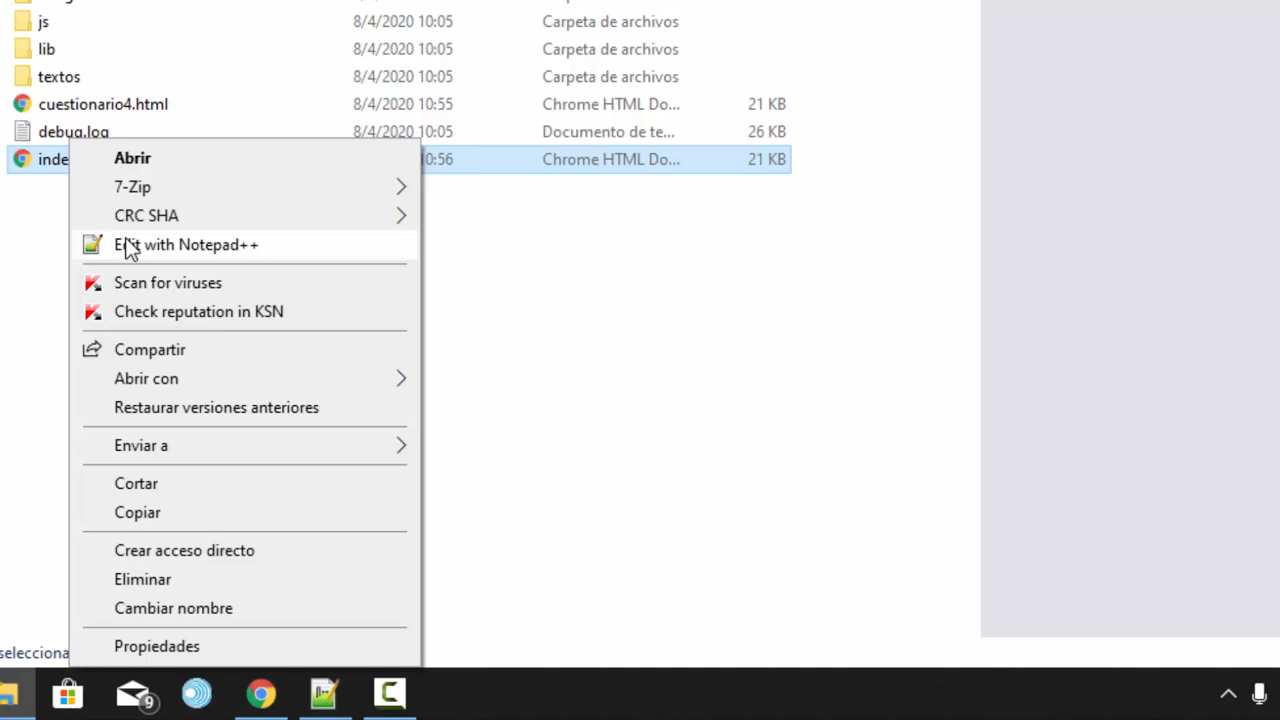 js 8/4/2020 10:05 Carpeta de archivos
lib 8/4/2020 10:05 Carpeta de archivos
textos 8/4/2020 10:05 Carpeta de archivos
cuestionario4.html 8/4/2020 10:55 Chrome HTML Do... 21 KB
debug.log 8/4/2020 10:05 Documento de te... 26 KB
inde 0:56 Chrome HTML Do... 21 KB
Abrir
7-Zip
CRC SHA
Edit with Notepad++
Scan for viruses
Check reputation in KSN
Compartir
Abrir con
Restaurar versiones anteriores
Enviar a
Cortar
Copiar
Crear acceso directo
Eliminar
Cambiar nombre
Propiedades
selecciona
9